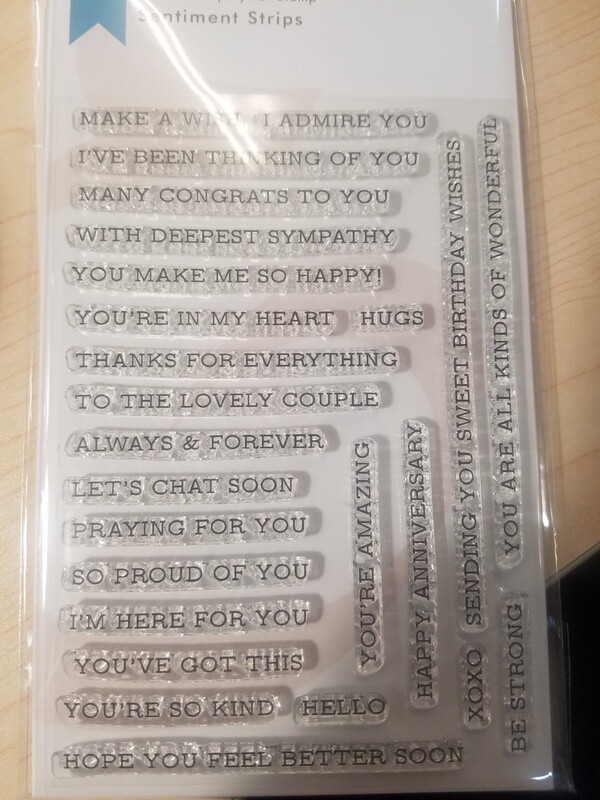 Stamp
Sentiment Strips
MAKE A WISH I ADMIRE YOU
I'VE BEEN THINKING OF YOU
MANY CONGRATS TO YOU
WITH DEEPEST SYMPATHY
YOU MAKE ME SO HAPPY!
YOU'RE IN MY HEART HUGS
THANKS FOR EVERYTHING
TO THE LOVELY COUPLE
ALWAYS & FOREVER
LET'S CHAT SOON
PRAYING FOR YOU
SO PROUD OF YOU
I'M HERE FOR YOU
YOU'VE GOT THIS
YOU'RE SO KIND HELLO
HOPE YOU FEEL BETTER SOON
YOU'RE AMAZING
HAPPY ANNIVERSARY
SENDING YOU SWEET BIRTHDAY WISHES
XOXO
YOU ARE ALL KINDS OF WONDERFUL
BE STRONG